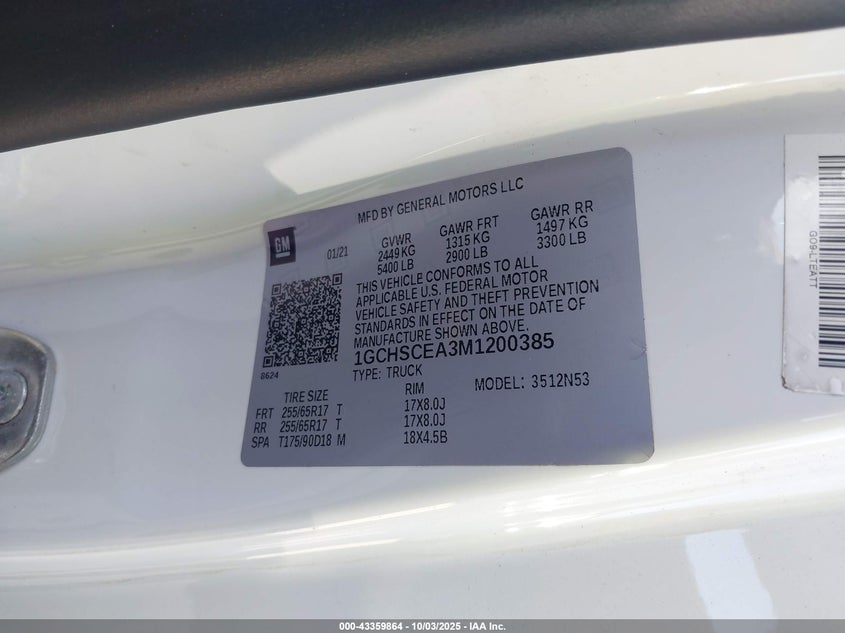 MFD BY GENERAL MOTORS LLC
GM
01/21
GVWR
2449 KG
5400 LB
GAWR FRT
1315 KG
2900 LB
GAWR RR
1497 KG
3300 LB
THIS VEHICLE CONFORMS TO ALL
APPLICABLE U.S. FEDERAL MOTOR
VEHICLE SAFETY AND THEFT PREVENTION
STANDARDS IN EFFECT ON THE DATE OF
MANUFACTURE SHOWN ABOVE.
1GCHSCEA3M1200385
8624
TYPE: TRUCK
MODEL: 3512N53
TIRE SIZE RIM
FRT 255/65R17 T 17X8.0J
RR 255/65R17 T 17X8.0J
SPA T175/90D18 M 18X4.5B
G09-LTEATT
000-43359864 - 10/03/2025 - IAA Inc.